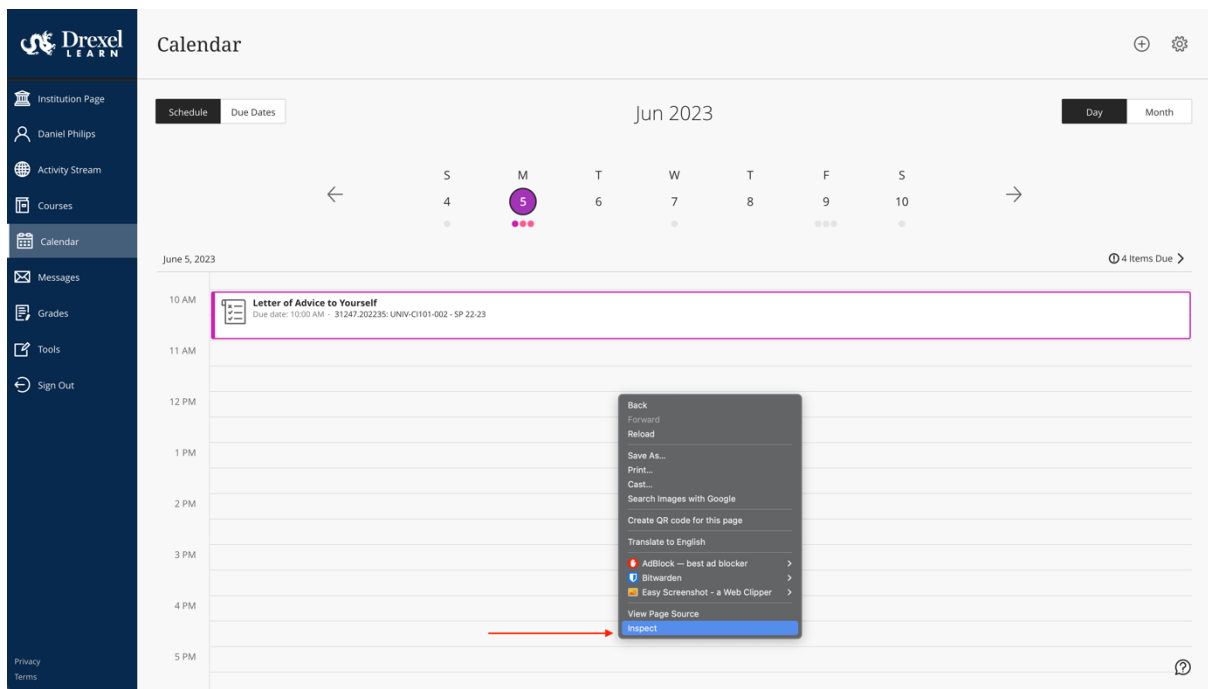 Drexel
LEARN
Calendar
Institution Page
Daniel Philips
Activity Stream
Courses
Calendar
Messages
Grades
Tools
Sign Out
Privacy
Terms
Schedule
Due Dates
Jun 2023
Day
Month
S M T W T F S
4 5 6 7 8 9 10
June 5, 2023
4 Items Due
10 AM
Letter of Advice to Yourself
Due date: 10:00 AM - 31247.202235: UNIV-CI101-002 - SP 22-23
11 AM
12 PM
1 PM
2 PM
3 PM
4 PM
5 PM
Back
Forward
Reload
Save As...
Print...
Cast...
Search Images with Google
Create QR code for this page
Translate to English
AdBlock — best ad blocker
Bitwarden
Easy Screenshot - a Web Clipper
View Page Source
Inspect